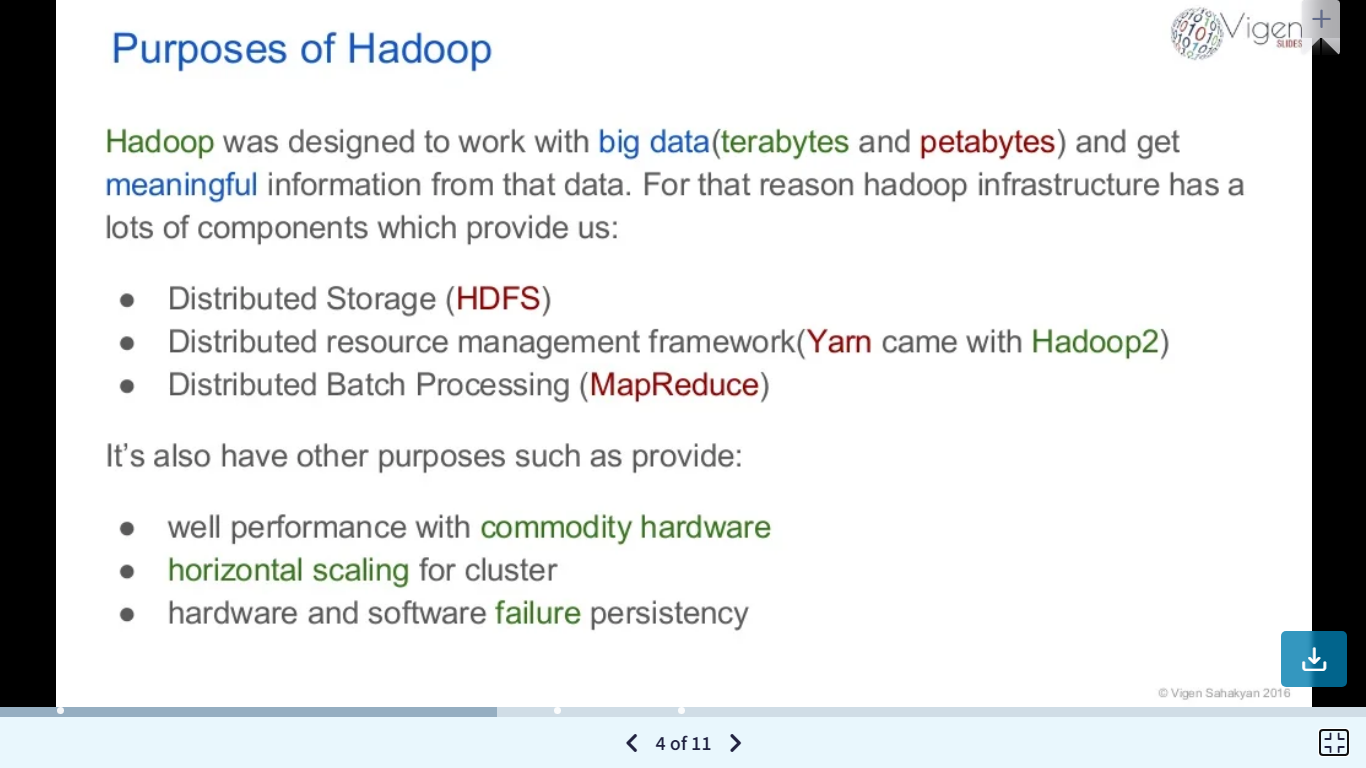 Purposes of Hadoop
Vigen
SLIDES
Hadoop was designed to work with big data(terabytes and petabytes) and get
meaningful information from that data. For that reason hadoop infrastructure has a
lots of components which provide us:
● Distributed Storage (HDFS)
● Distributed resource management framework(Yarn came with Hadoop2)
● Distributed Batch Processing (MapReduce)
It's also have other purposes such as provide:
● well performance with commodity hardware
● horizontal scaling for cluster
● hardware and software failure persistency
© Vigen Sahakyan 2016
4 of 11